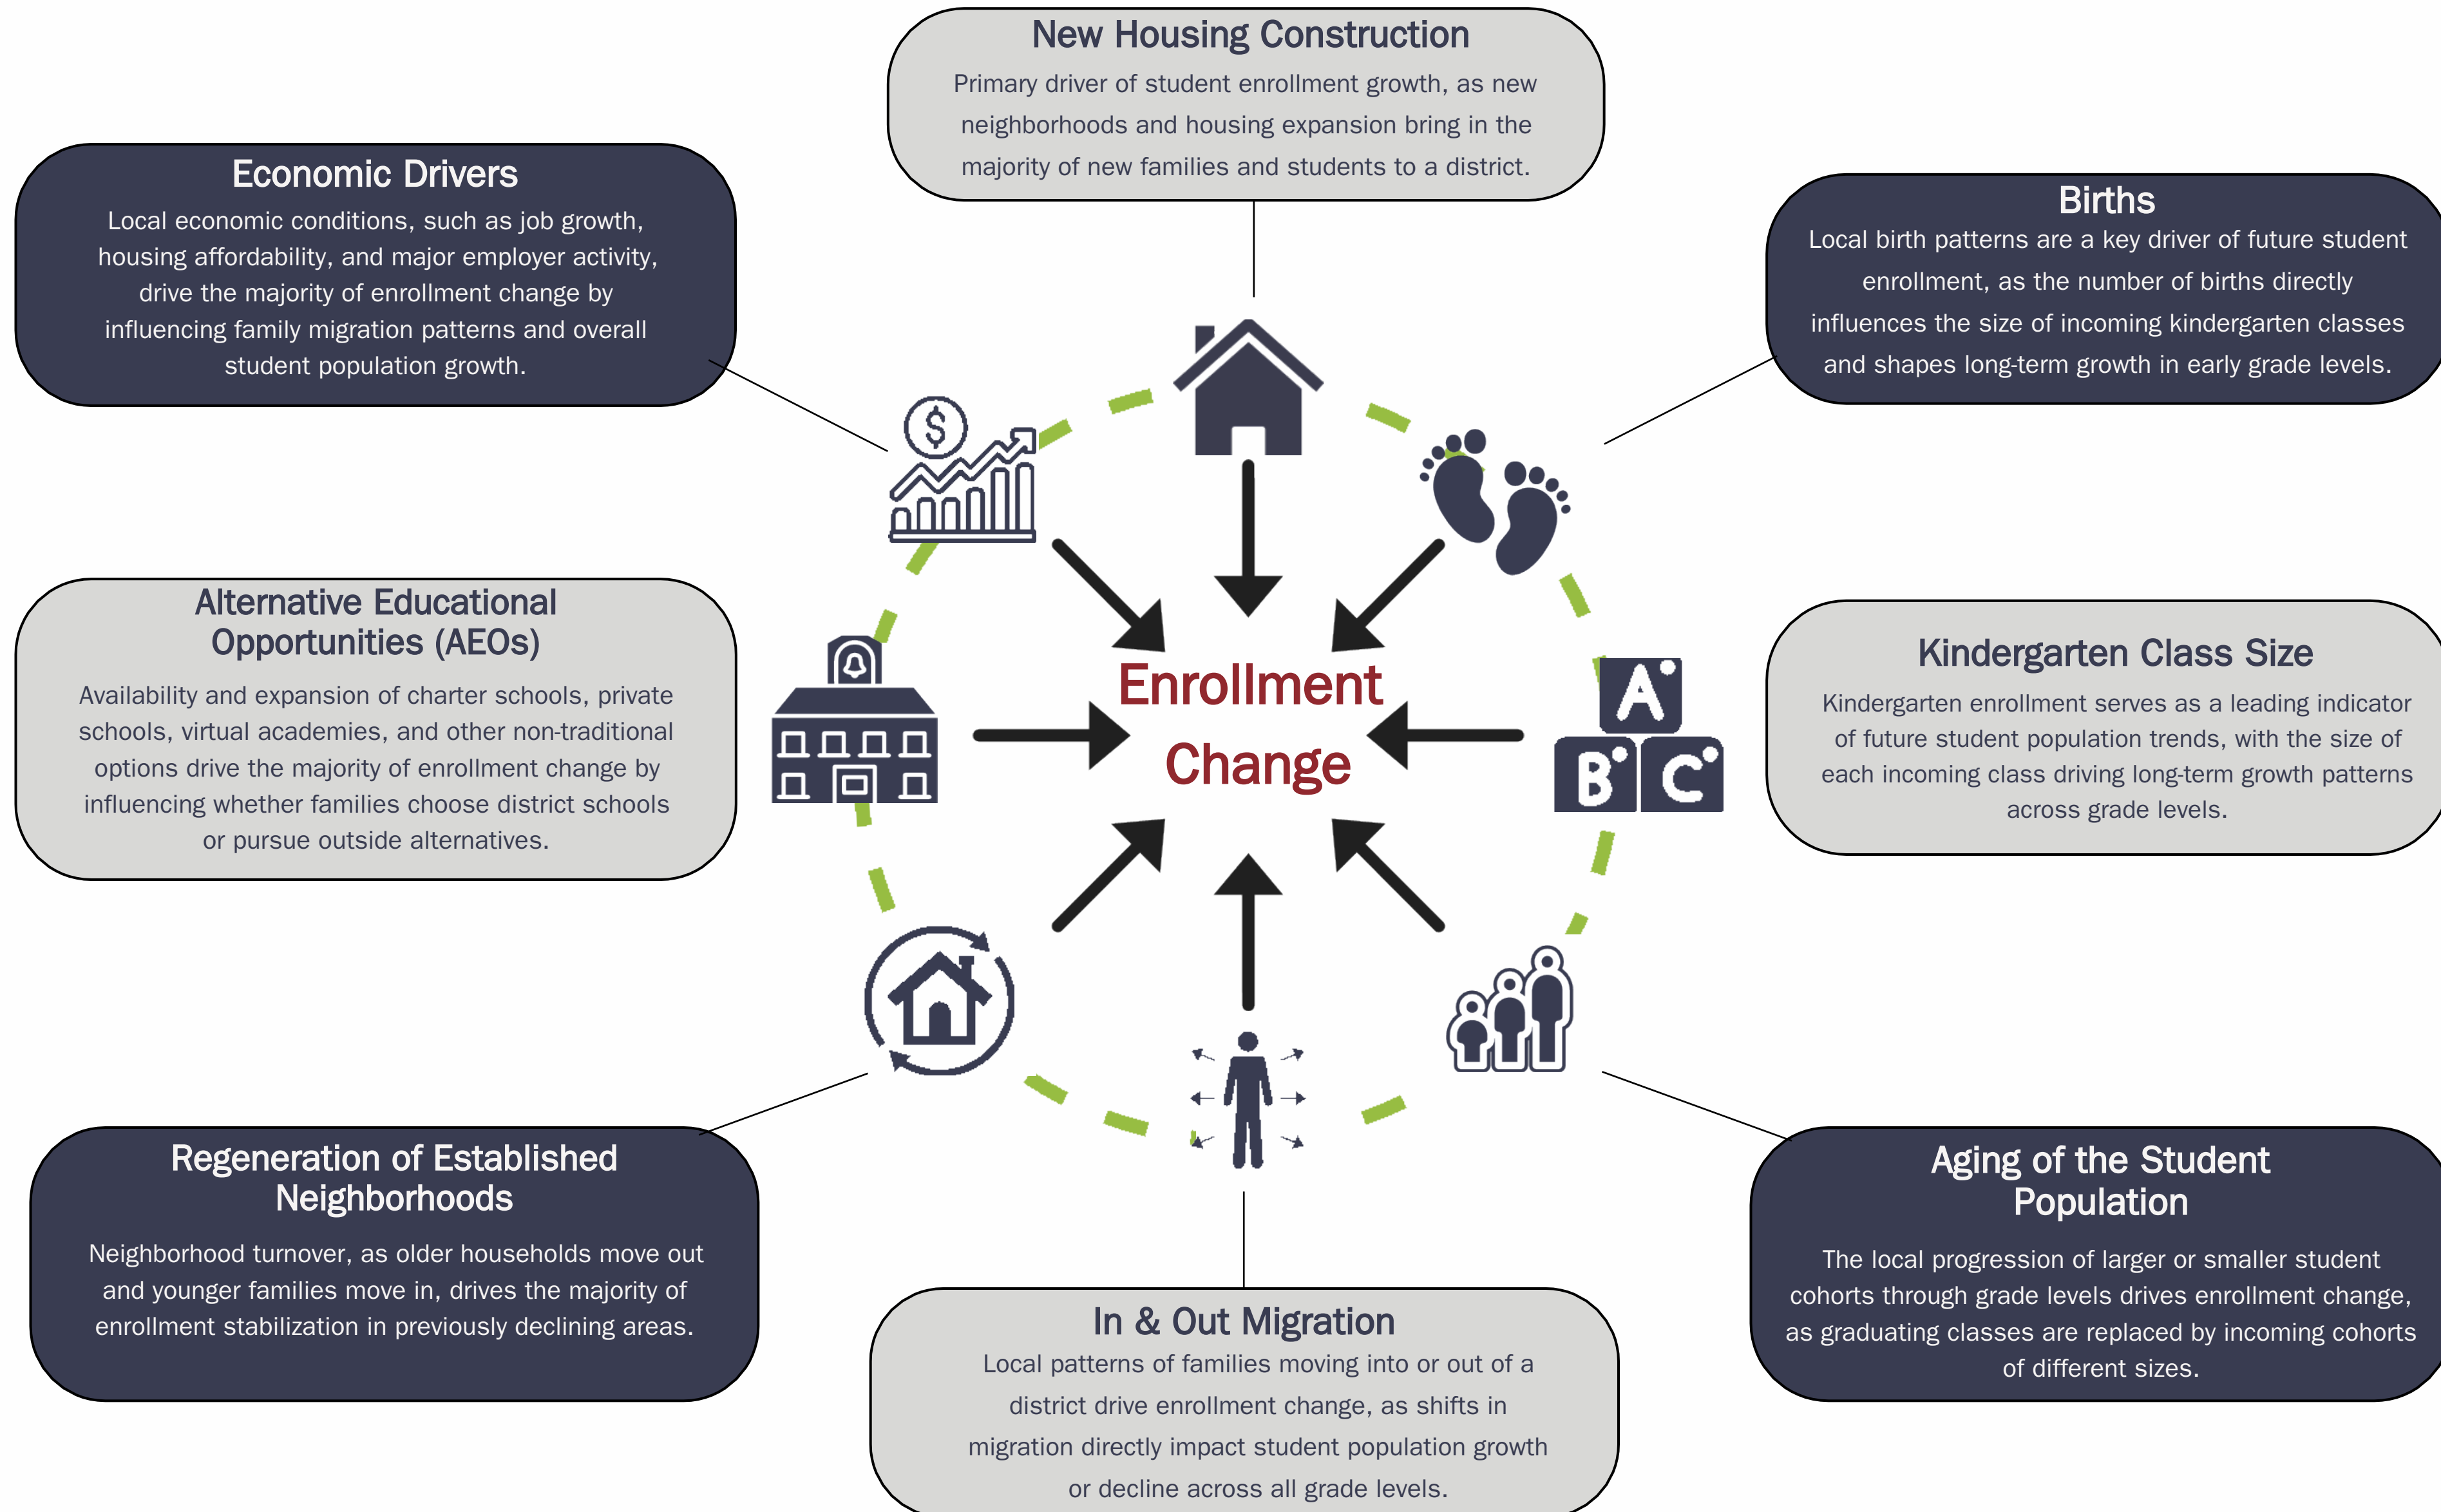 New Housing Construction
Primary driver of student enrollment growth, as new
neighborhoods and housing expansion bring in the
majority of new families and students to a district.
Economic Drivers
Local economic conditions, such as job growth,
housing affordability, and major employer activity,
drive the majority of enrollment change by
influencing family migration patterns and overall
student population growth.
Births
Local birth patterns are a key driver of future student
enrollment, as the number of births directly
influences the size of incoming kindergarten classes
and shapes long-term growth in early grade levels.
$
Alternative Educational
Opportunities (AEOs)
Availability and expansion of charter schools, private
schools, virtual academies, and other non-traditional
options drive the majority of enrollment change by
influencing whether families choose district schools
or pursue outside alternatives.
Enrollment
Change
A
B C
Kindergarten Class Size
Kindergarten enrollment serves as a leading indicator
of future student population trends, with the size of
each incoming class driving long-term growth patterns
across grade levels.
Regeneration of Established
Neighborhoods
Neighborhood turnover, as older households move out
and younger families move in, drives the majority of
enrollment stabilization in previously declining areas.
In & Out Migration
Local patterns of families moving into or out of a
district drive enrollment change, as shifts in
migration directly impact student population growth
or decline across all grade levels.
Aging of the Student
Population
The local progression of larger or smaller student
cohorts through grade levels drives enrollment change,
as graduating classes are replaced by incoming cohorts
of different sizes.